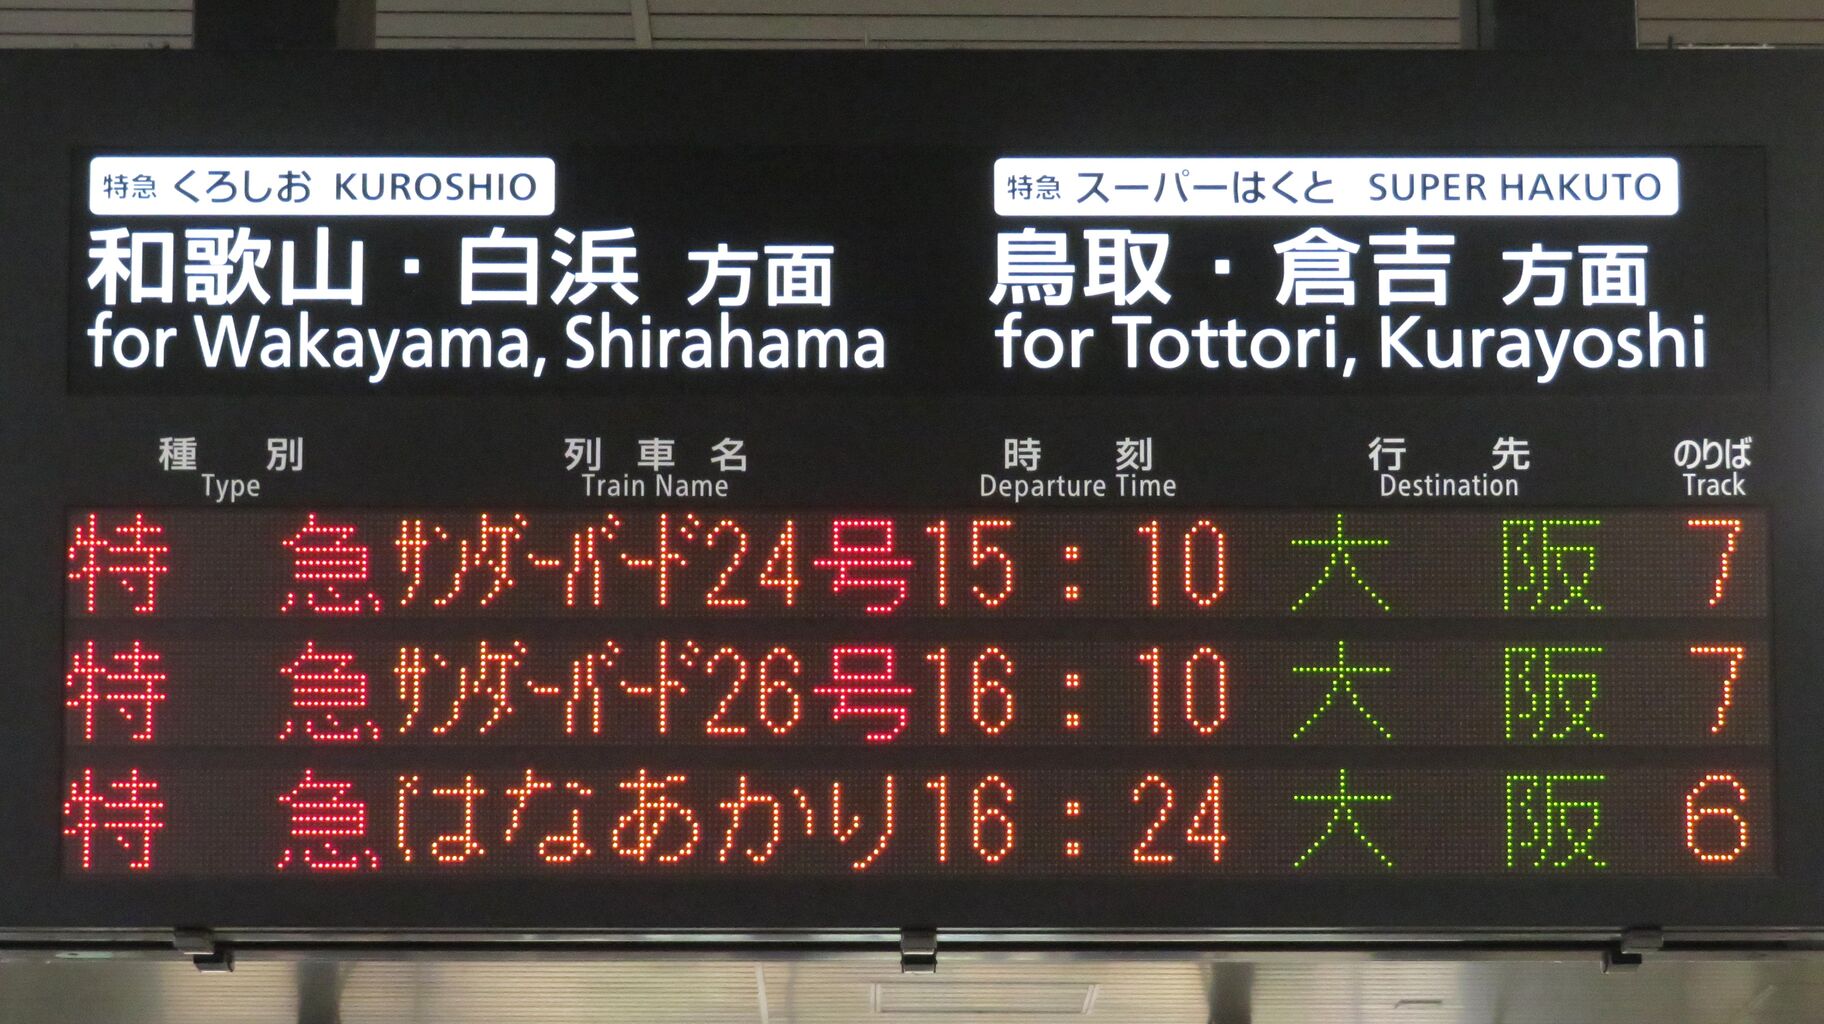 特急 くろしお KUROSHIO
和歌山・白浜 方面
for Wakayama, Shirahama
特急 スーパーはくと SUPER HAKUTO
鳥取・倉吉 方面
for Tottori, Kurayoshi
種別 列車名 時刻 行先 のりば
Type Train Name Departure Time Destination Track
特急 サンダーバード24号 15:10 大阪 7
特急 サンダーバード26号 16:10 大阪 7
特急 はなあかり 16:24 大阪 6